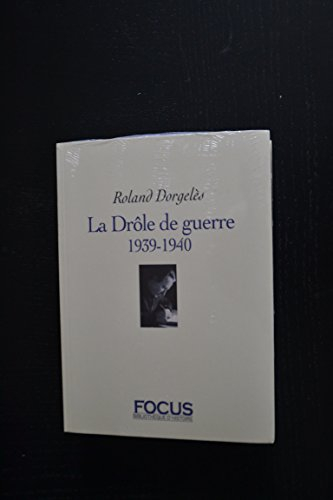 Roland Dorgelès
La Drôle de guerre
1939-1940
FOCUS
BIBLIOTHÈQUE D'HISTOIRE